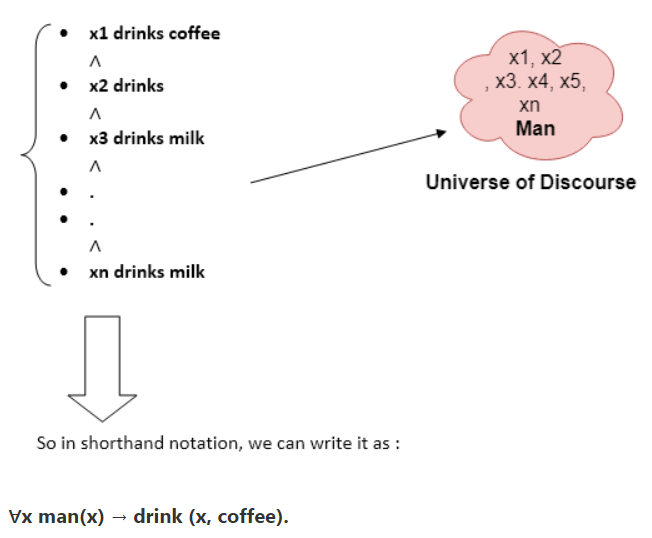 • x1 drinks coffee
∧
• x2 drinks
∧
• x3 drinks milk
∧
• .
• .
∧
• xn drinks milk
x1, x2
, x3. x4, x5,
xn
Man
Universe of Discourse
So in shorthand notation, we can write it as :
∀x man(x) → drink (x, coffee).